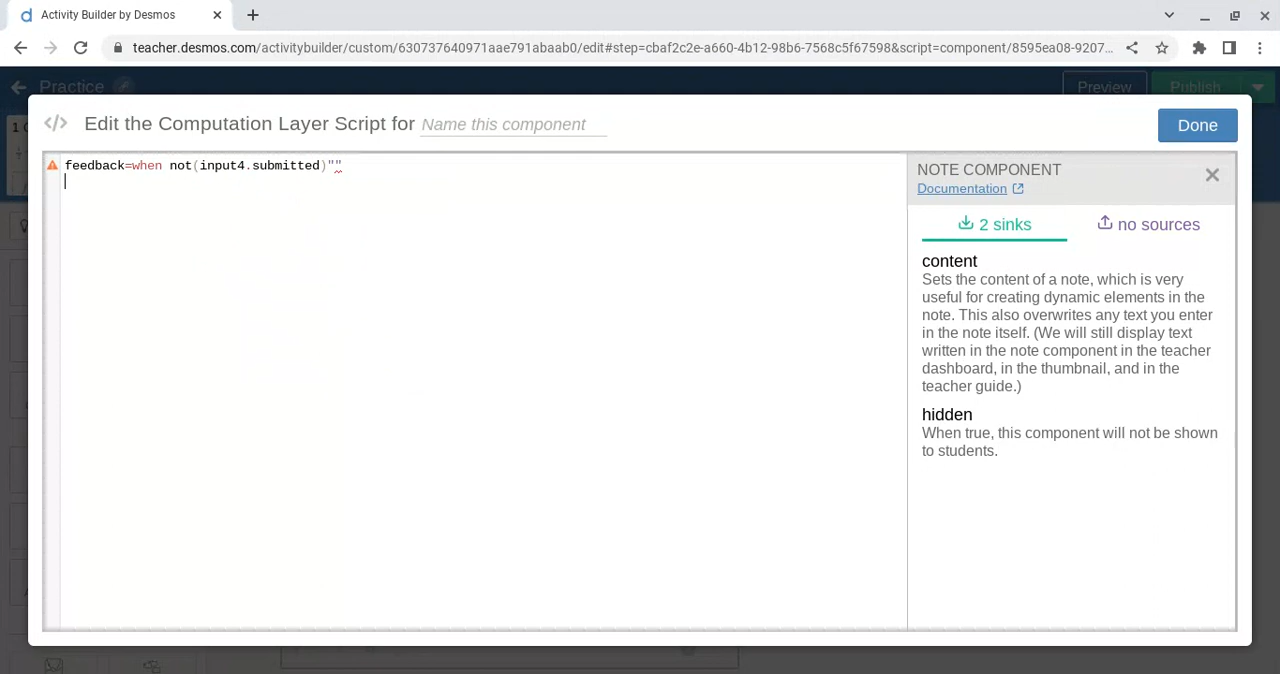 Activity Builder by Desmos
teacher.desmos.com/activitybuilder/custom/630737640971aae791abaab0/edit#step=cbaf2c2e-a660-4b12-98b6-7568c5f67598&script=component/8595ea08-9207...
Practice
Preview
Publish
1
Edit the Computation Layer Script for Name this component
Done
feedback=when not(input4.submitted)""
NOTE COMPONENT
Documentation
2 sinks
no sources
content
Sets the content of a note, which is very
useful for creating dynamic elements in the
note. This also overwrites any text you enter
in the note itself. (We will still display text
written in the note component in the teacher
dashboard, in the thumbnail, and in the
teacher guide.)
hidden
When true, this component will not be shown
to students.